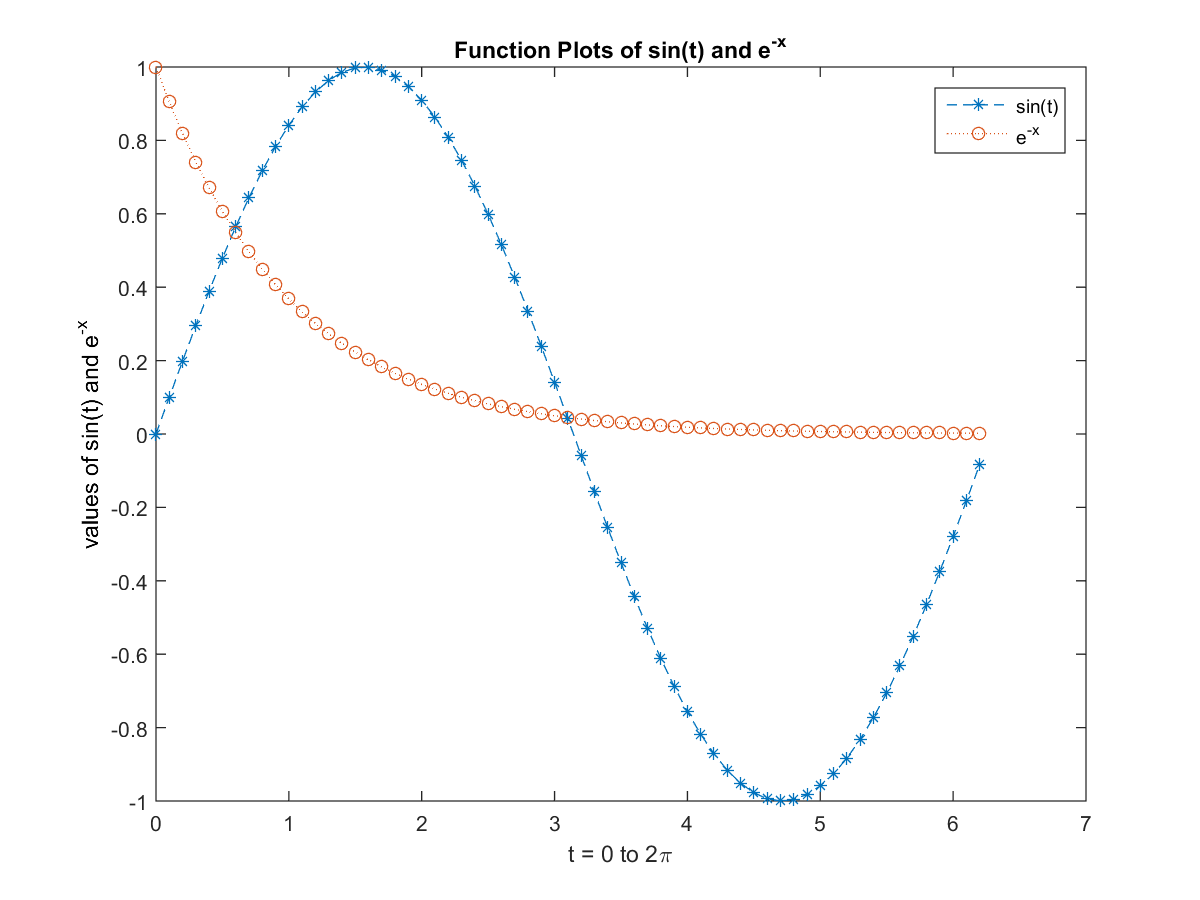 Function Plots of sin(t) and e^-x
sin(t)
e^-x
values of sin(t) and e^-x
1
0.8
0.6
0.4
0.2
0
-0.2
-0.4
-0.6
-0.8
-1
0 1 2 3 4 5 6 7
t = 0 to 2π